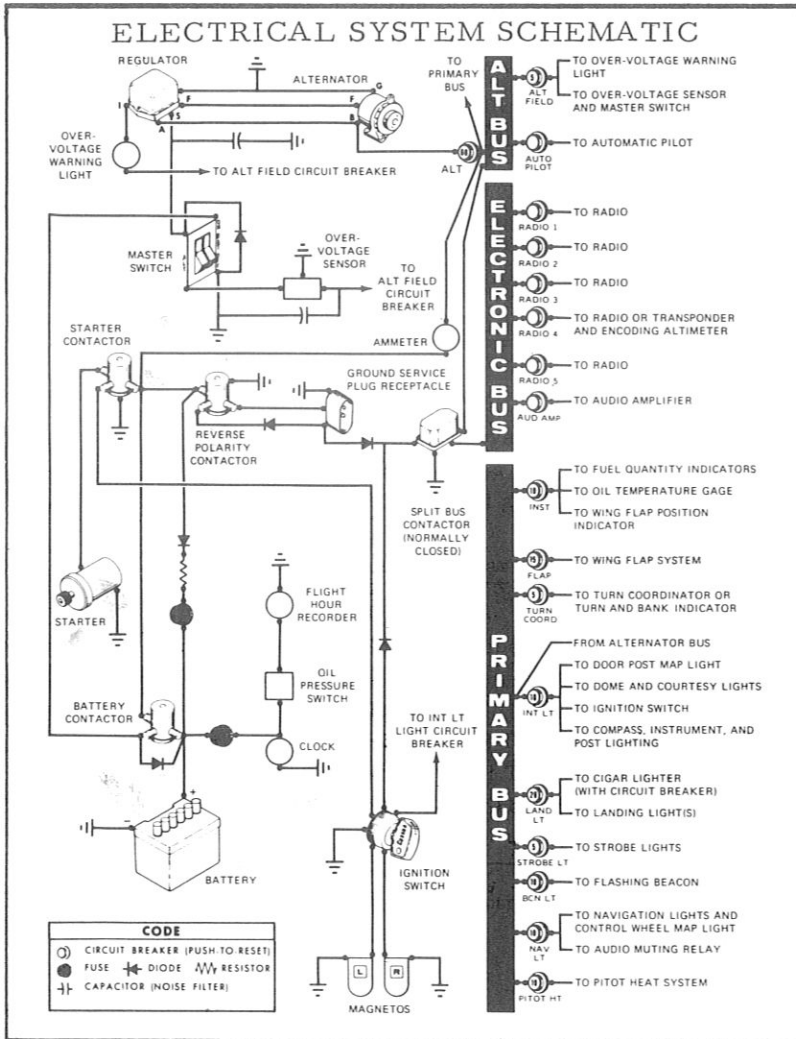 ELECTRICAL SYSTEM SCHEMATIC
REGULATOR
ALTERNATOR
G
I
F
S
A
F
B
OVER-
VOLTAGE
WARNING
LIGHT
TO ALT FIELD CIRCUIT BREAKER
TO
PRIMARY
BUS
60
ALT
ALT BUS
5
ALT
FIELD
TO OVER-VOLTAGE WARNING
LIGHT
TO OVER-VOLTAGE SENSOR
AND MASTER SWITCH
AUTO
PILOT
TO AUTOMATIC PILOT
MASTER
SWITCH
OVER-
VOLTAGE
SENSOR
TO
ALT FIELD
CIRCUIT
BREAKER
AMMETER
ELECTRONIC BUS
RADIO 1
TO RADIO
RADIO 2
TO RADIO
RADIO 3
TO RADIO
RADIO 4
TO RADIO OR TRANSPONDER
AND ENCODING ALTIMETER
RADIO 5
TO RADIO
AUD AMP
TO AUDIO AMPLIFIER
STARTER
CONTACTOR
REVERSE
POLARITY
CONTACTOR
GROUND SERVICE
PLUG RECEPTACLE
SPLIT BUS
CONTACTOR
(NORMALLY
CLOSED)
STARTER
FLIGHT
HOUR
RECORDER
OIL
PRESSURE
SWITCH
CLOCK
BATTERY
CONTACTOR
+
-
BATTERY
TO INT LT
LIGHT CIRCUIT
BREAKER
IGNITION
SWITCH
L
R
MAGNETOS
PRIMARY BUS
10
INST
TO FUEL QUANTITY INDICATORS
TO OIL TEMPERATURE GAGE
TO WING FLAP POSITION
INDICATOR
15
FLAP
TO WING FLAP SYSTEM
5
TURN
COORD
TO TURN COORDINATOR OR
TURN AND BANK INDICATOR
FROM ALTERNATOR BUS
10
INT LT
TO DOOR POST MAP LIGHT
TO DOME AND COURTESY LIGHTS
TO IGNITION SWITCH
TO COMPASS, INSTRUMENT, AND
POST LIGHTING
20
LAND
LT
TO CIGAR LIGHTER
(WITH CIRCUIT BREAKER)
TO LANDING LIGHT(S)
5
STROBE LT
TO STROBE LIGHTS
10
BCN LT
TO FLASHING BEACON
10
NAV
LT
TO NAVIGATION LIGHTS AND
CONTROL WHEEL MAP LIGHT
TO AUDIO MUTING RELAY
10
PITOT HT
TO PITOT HEAT SYSTEM
CODE
CIRCUIT BREAKER (PUSH-TO-RESET)
FUSE DIODE RESISTOR
CAPACITOR (NOISE FILTER)